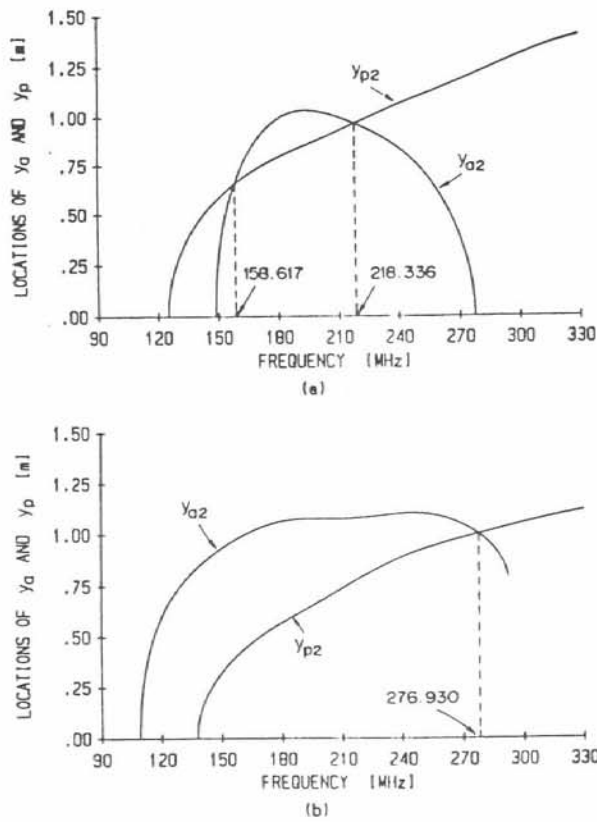 LOCATIONS OF ya AND yp [m]
1.50
1.25
1.00
.75
.50
.25
.00
yp2
ya2
158.617
218.336
90 120 150 180 210 240 270 300 330
FREQUENCY [MHz]
(a)
LOCATIONS OF ya AND yp [m]
1.50
1.25
1.00
.75
.50
.25
.00
ya2
yp2
276.930
90 120 150 180 210 240 270 300 330
FREQUENCY [MHz]
(b)